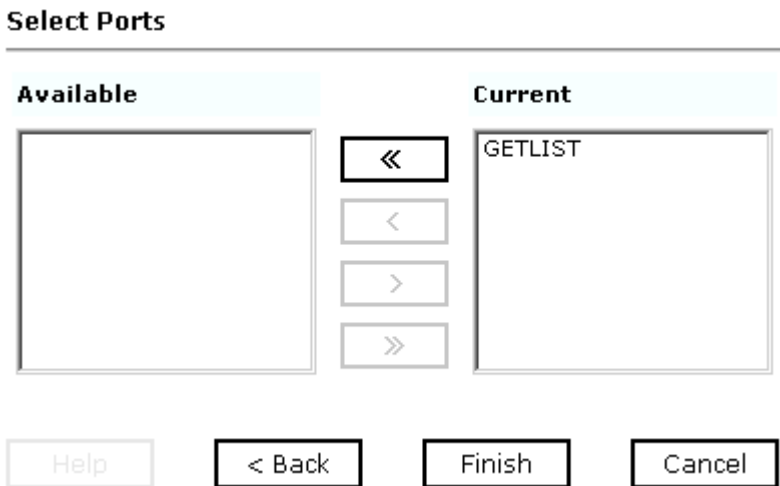 Select Ports
Available
Current
GETLIST
«
<
>
»
Help
< Back
Finish
Cancel